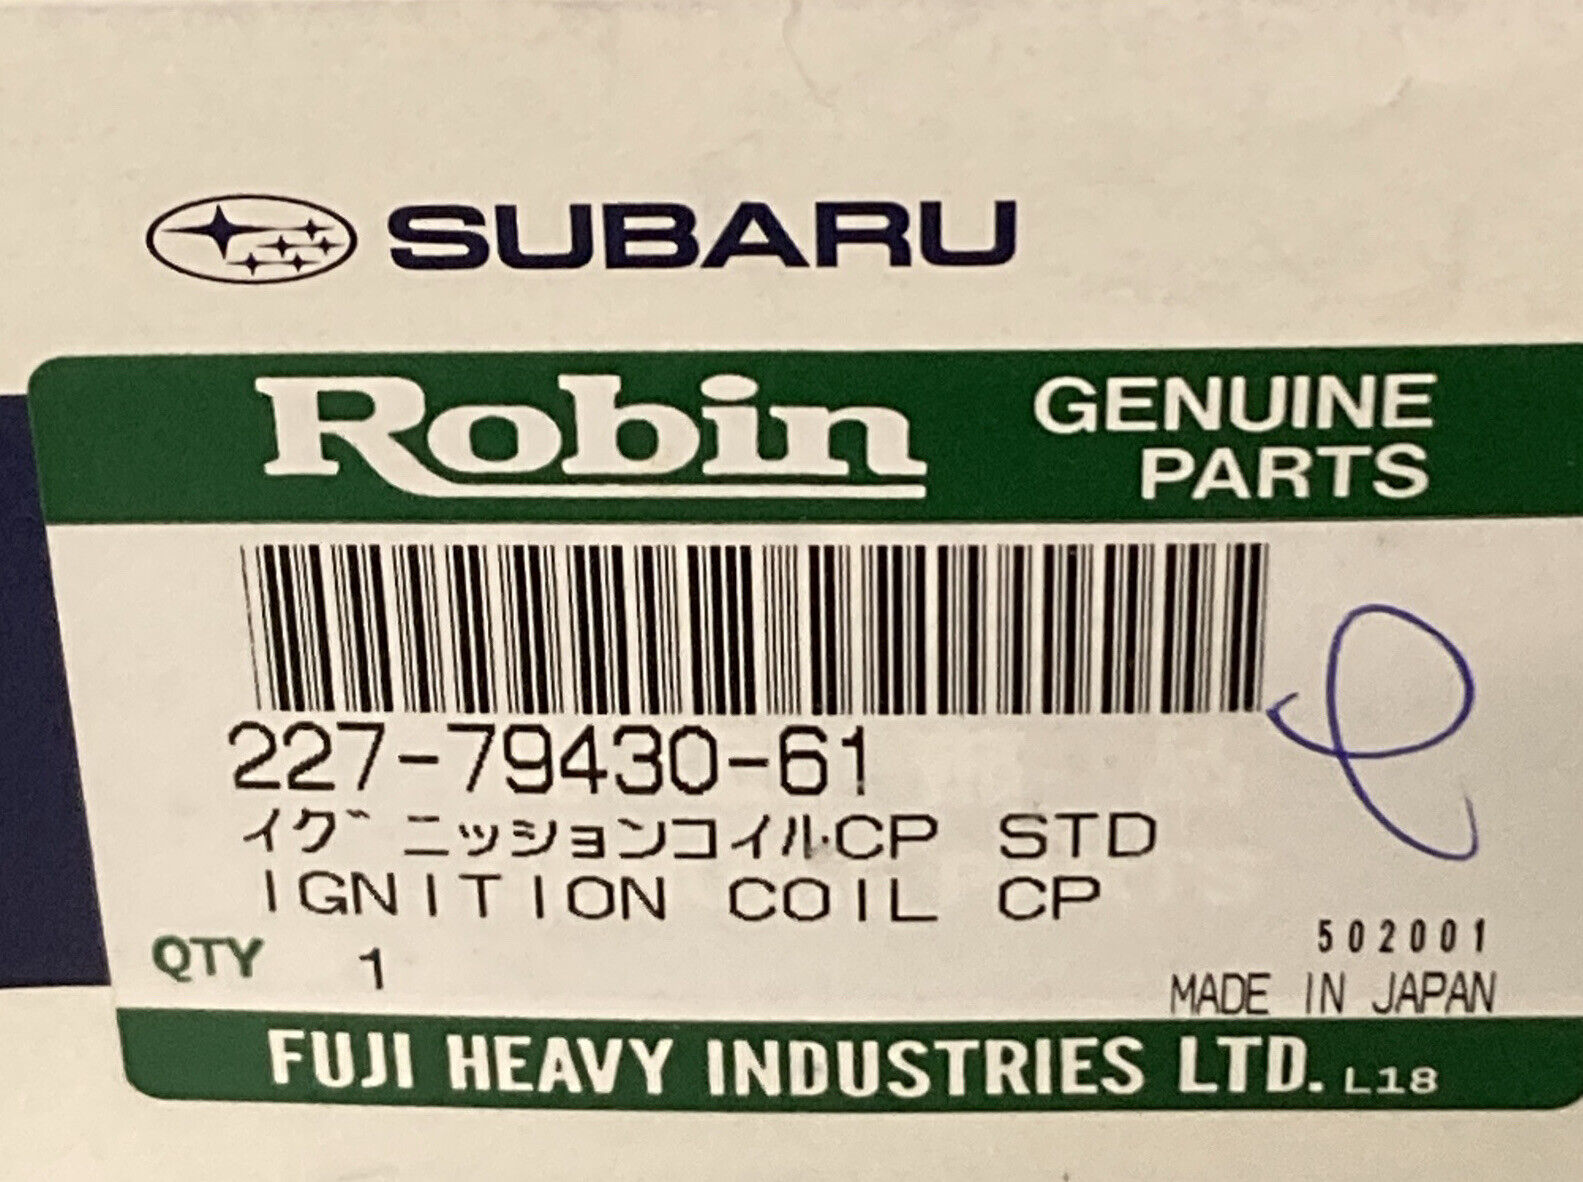 SUBARU
Robin GENUINE PARTS
227-79430-61
イグニッションコイル・CP STD
IGNITION COIL CP
502001
QTY 1
MADE IN JAPAN
FUJI HEAVY INDUSTRIES LTD. L18